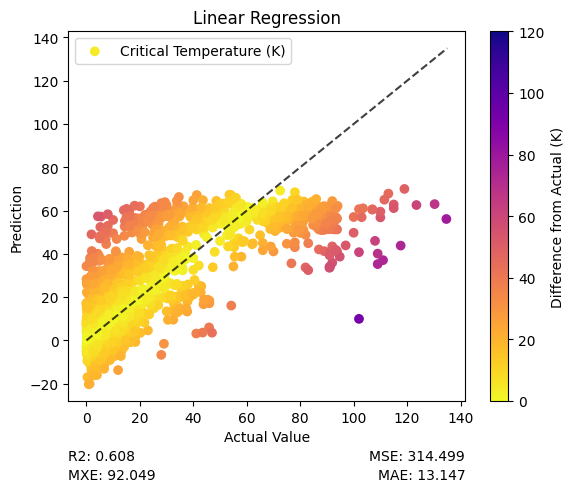 Linear Regression
Critical Temperature (K)
140
120
100
80
60
40
20
0
−20
Prediction
0
20
40
60
80
100
120
140
Actual Value
120
100
80
60
40
20
0
Difference from Actual (K)
R2: 0.608
MSE: 314.499
MXE: 92.049
MAE: 13.147